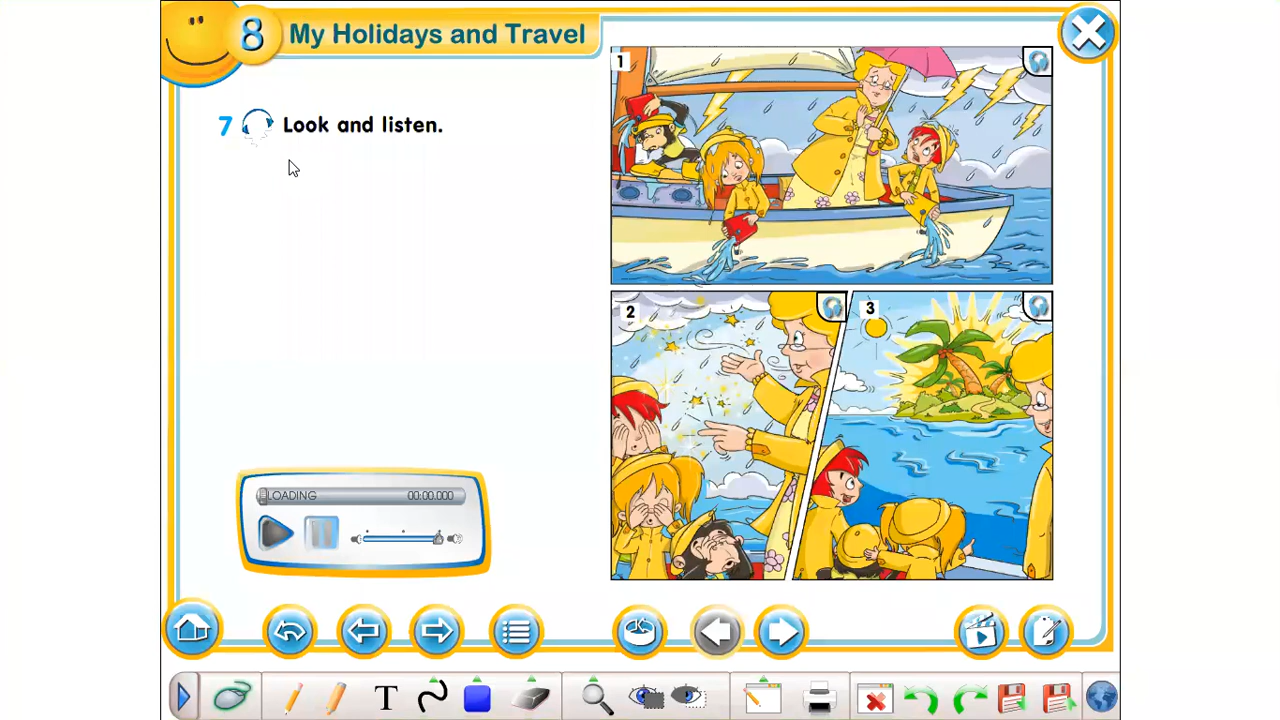 8 My Holidays and Travel
7 Look and listen.
1
2
3
LOADING 00:00.000
T